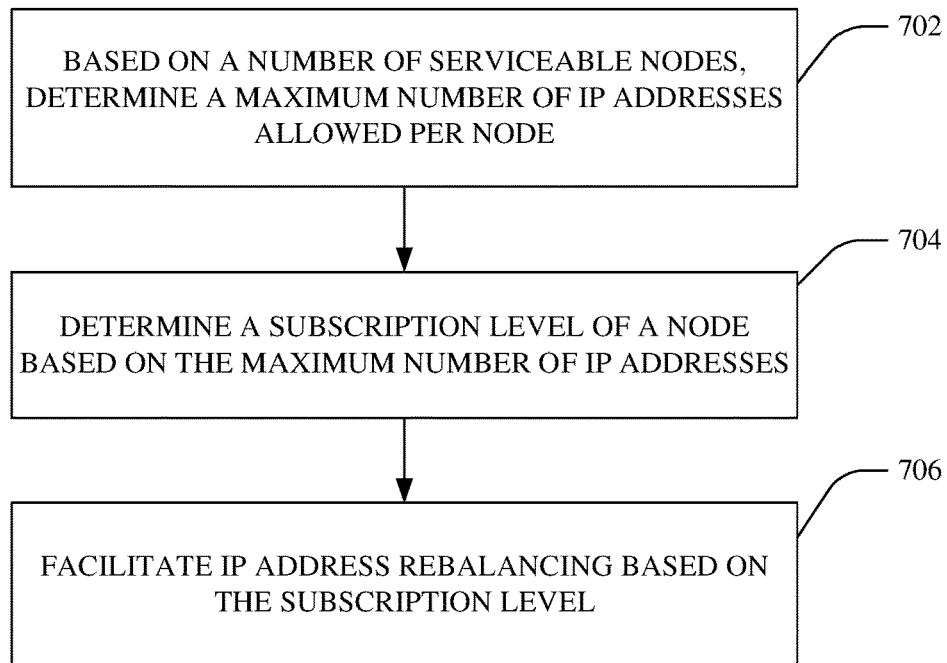 BASED ON A NUMBER OF SERVICEABLE NODES,
DETERMINE A MAXIMUM NUMBER OF IP ADDRESSES
ALLOWED PER NODE
702
DETERMINE A SUBSCRIPTION LEVEL OF A NODE
BASED ON THE MAXIMUM NUMBER OF IP ADDRESSES
704
FACILITATE IP ADDRESS REBALANCING BASED ON
THE SUBSCRIPTION LEVEL
706